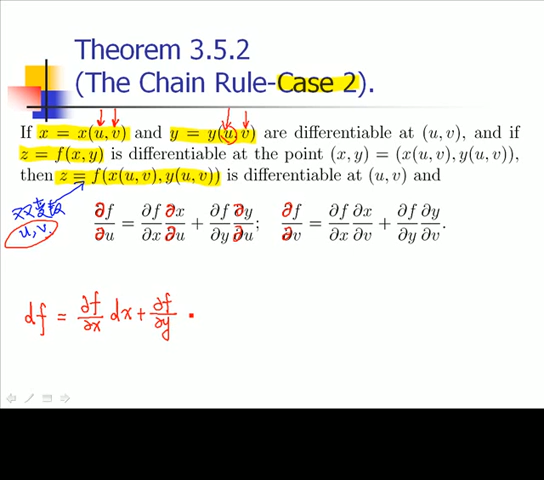 Theorem 3.5.2
(The Chain Rule-Case 2).
If x = x(u, v) and y = y(u, v) are differentiable at (u, v), and if
z = f(x, y) is differentiable at the point (x, y) = (x(u, v), y(u, v)),
then z = f(x(u, v), y(u, v)) is differentiable at (u, v) and
双变数
u, v
∂f/∂u = ∂f/∂x ∂x/∂u + ∂f/∂y ∂y/∂u; ∂f/∂v = ∂f/∂x ∂x/∂v + ∂f/∂y ∂y/∂v.
df = ∂f/∂x dx + ∂f/∂y